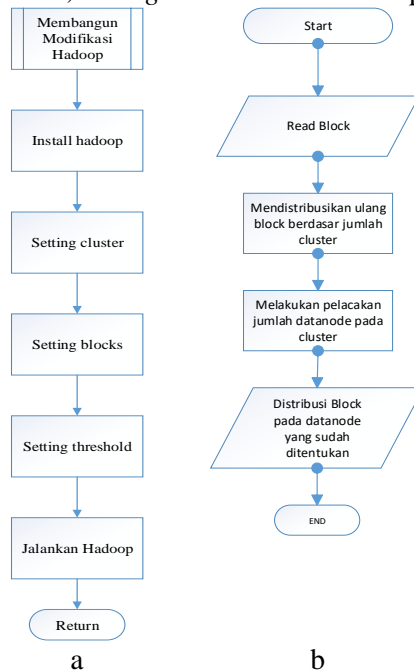 Membangun
Modifikasi
Hadoop
Install hadoop
Setting cluster
Setting blocks
Setting threshold
Jalankan Hadoop
Return
a
Start
Read Block
Mendistribusikan ulang
block berdasar jumlah
cluster
Melakukan pelacakan
jumlah datanode pada
cluster
Distribusi Block
pada datanode
yang sudah
ditentukan
END
b